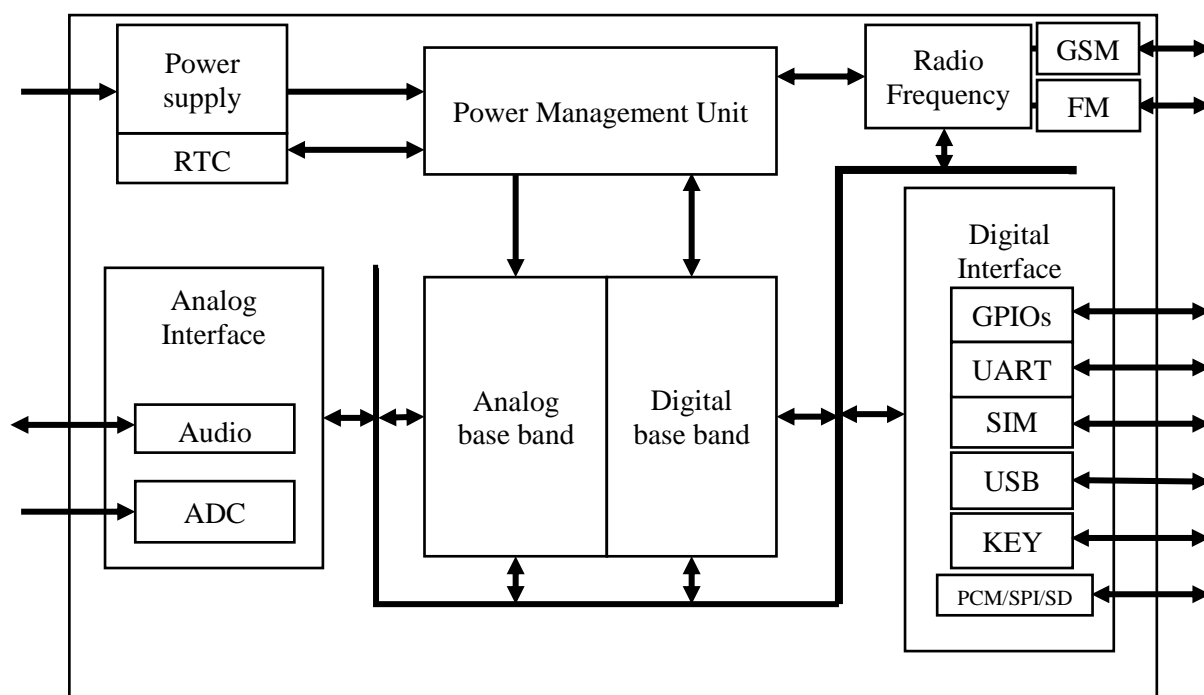 Power
supply
RTC
Power Management Unit
Radio
Frequency
GSM
FM
Analog
Interface
Audio
ADC
Analog
base band
Digital
base band
Digital
Interface
GPIOs
UART
SIM
USB
KEY
PCM/SPI/SD